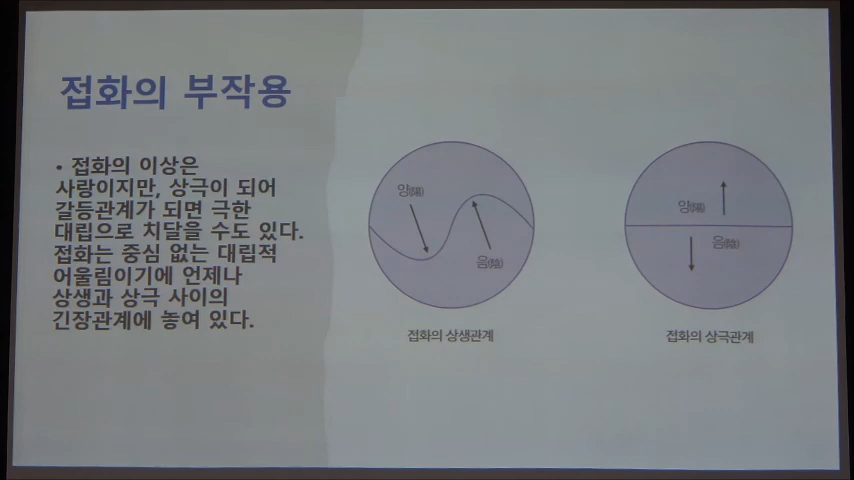 접화의 부작용
• 접화의 이상은
사랑이지만, 상극이 되어
갈등관계가 되면 극한
대립으로 치달을 수도 있다.
접화는 중심 없는 대립적
어울림이기에 언제나
상생과 상극 사이의
긴장관계에 놓여 있다.
양(陽)
음(陰)
접화의 상생관계
양(陽)
음(陰)
접화의 상극관계